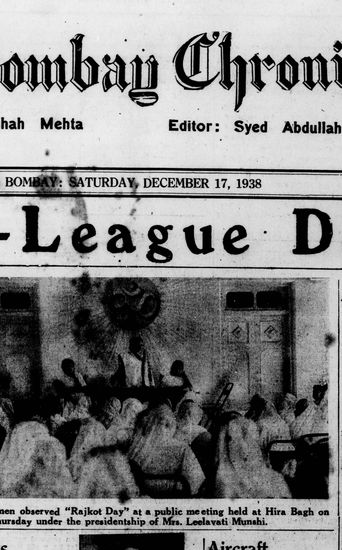 ombay Chroni
hah Mehta Editor: Syed Abdullah
BOMBAY: SATURDAY, DECEMBER 17, 1938
-League D
men observed "Rajkot Day" at a public meeting held at Hira Bagh on
ursday under the presidentship of Mrs. Leelavati Munshi.
s Aircraft